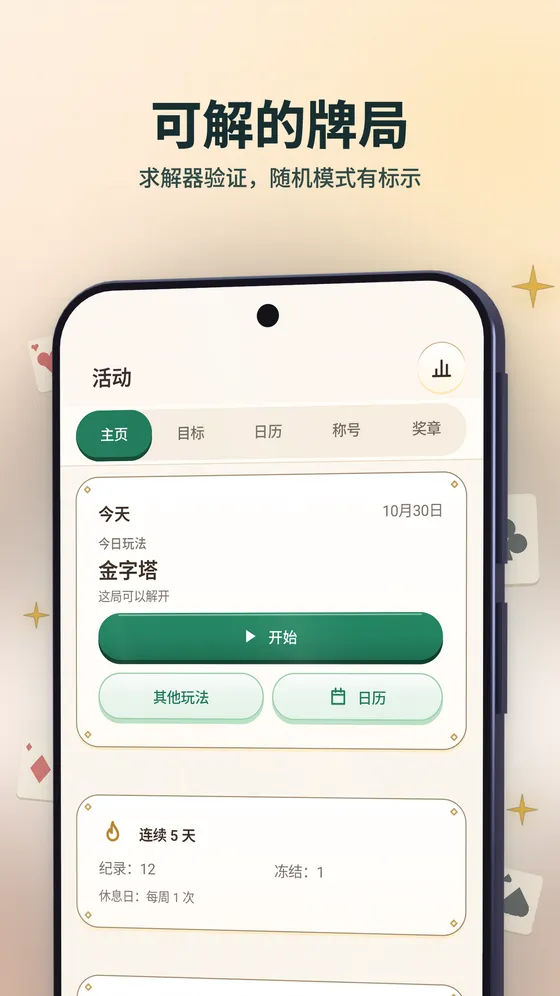 可解的牌局
求解器验证，随机模式有标示
活动
主页 目标 日历 称号 奖章
今天 10月30日
今日玩法
金字塔
这局可以解开
开始
其他玩法 日历
连续 5 天
纪录：12 冻结：1
休息日：每周 1 次